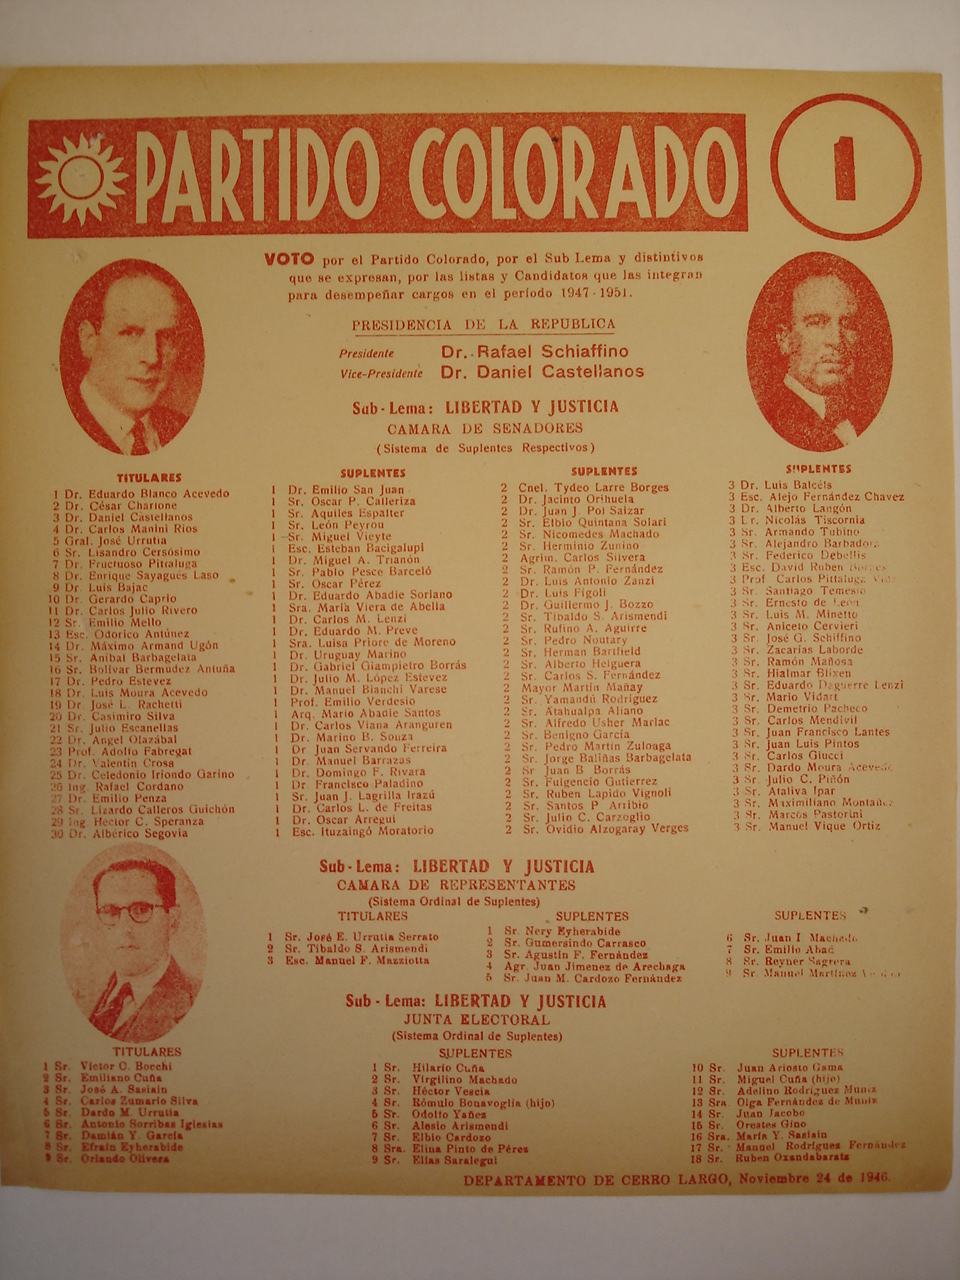 PARTIDO COLORADO
1
VOTO por el Partido Colorado, por el Sub Lema y distintivos
que se expresan, por las listas y Candidatos que las integran
para desempeñar cargos en el período 1947-1951.
PRESIDENCIA DE LA REPUBLICA
Presidente Dr. Rafael Schiaffino
Vice-Presidente Dr. Daniel Castellanos
Sub-Lema: LIBERTAD Y JUSTICIA
CAMARA DE SENADORES
(Sistema de Suplentes Respectivos)
TITULARES
1 Dr. Eduardo Blanco Acevedo
2 Dr. César Charlone
3 Dr. Daniel Castellanos
4 Dr. Carlos Manini Ríos
5 Gral. José Urrutia
6 Sr. Lisandro Cersósimo
7 Dr. Fructuoso Pittaluga
8 Dr. Enrique Sayagues Laso
9 Dr. Luis Bajac
10 Dr. Gerardo Caprio
11 Dr. Carlos Julio Rivero
12 Sr. Emilio Mello
13 Esc. Odorico Antúnez
14 Dr. Máximo Armand Ugón
15 Sr. Anibal Barbagelata
16 Sr. Bolívar Bermudez Antuña
17 Dr. Pedro Estevez
18 Dr. Luis Moura Acevedo
19 Dr. José L. Rachetti
20 Dr. Casimiro Silva
21 Sr. Julio Escanellas
22 Dr. Angel Olazábal
23 Prof. Adolfo Fabregat
24 Dr. Valentin Crosa
25 Dr. Celedonio Iriondo Garino
26 Ing. Rafael Cordano
27 Dr. Emilio Penza
28 Sr. Lizardo Calleros Guichón
29 Ing. Héctor C. Speranza
30 Dr. Albérico Segovia
SUPLENTES
1 Dr. Emilio San Juan
1 Sr. Oscar P. Calleriza
1 Sr. Aquiles Espalter
1 Sr. León Peyrou
1 Sr. Miguel Vieyte
1 Esc. Esteban Bacigalupi
1 Dr. Miguel A. Trianón
1 Sr. Pablo Pesce Barceló
1 Sr. Oscar Pérez
1 Dr. Eduardo Abadie Soriano
1 Sra. María Viera de Abella
1 Dr. Carlos M. Lenzi
1 Dr. Eduardo M. Preve
1 Sra. Luisa Priore de Moreno
1 Dr. Uruguay Marino
1 Dr. Gabriel Giampietro Borrás
1 Dr. Julio M. López Estevez
1 Dr. Manuel Bianchi Varese
1 Prof. Emilio Verdesio
1 Arq. Mario Abadie Santos
1 Dr. Carlos Viana Aranguren
1 Dr. Marino B. Souza
1 Dr Juan Servando Ferreira
1 Dr. Manuel Barrazas
1 Dr. Domingo F. Rivara
1 Dr Francisco Paladino
1 Sr. Juan J. Lagrilla Irazú
1 Dr. Carlos L. de Freitas
1 Dr. Oscar Arregui
1 Esc. Ituzaingó Moratorio
SUPLENTES
2 Cnel. Tydeo Larre Borges
2 Dr. Jacinto Orihuela
2 Dr. Juan J. Pol Saizar
2 Sr. Elbio Quintana Solari
2 Sr. Nicomedes Machado
2 Sr. Herminio Zunino
2 Agrim. Carlos Silvera
2 Sr. Ramón P. Fernández
2 Dr. Luis Antonio Zanzi
2 Dr. Luis Fígoli
2 Dr. Guillermo J. Bozzo
2 Sr. Tibaldo S. Arismendi
2 Sr. Rufino A. Aguirre
2 Sr. Pedro Noutary
2 Sr. Herman Bartfield
2 Sr. Alberto Helguera
2 Sr. Carlos S. Fernández
2 Mayor Martín Mañay
2 Sr. Yamandú Rodríguez
2 Sr. Atahualpa Aliano
2 Sr. Alfredo Usher Marlac
2 Sr. Benigno García
2 Sr. Pedro Martín Zuloaga
2 Sr. Jorge Baliñas Barbagelata
2 Sr. Juan B. Borrás
2 Sr. Fulgencio Gutierrez
2 Sr. Ruben Lapido Vignoli
2 Sr. Santos P. Arribio
2 Sr. Julio C. Carzoglio
2 Sr. Ovidio Alzogaray Verges
SUPLENTES
3 Dr. Luis Balcéls
3 Esc. Alejo Fernández Chavez
3 Dr. Alberto Langón
3 Dr. Nicolás Tiscornia
3 Sr. Armando Tubino
3 Sr. Alejandro Barbadora
3 Sr. Federico Debellis
3 Esc. David Ruben
3 Prof Carlos Pittaluga
3 Sr. Santiago Temesio
3 Sr. Ernesto de León
3 Sr. Luis M. Minetto
3 Sr. Aniceto Cervieri
3 Sr. José G. Schiffino
3 Sr. Zacarías Laborde
3 Sr. Ramón Mañosa
3 Sr. Hialmar Blixen
3 Sr. Eduardo Daguerre Lenzi
3 Sr. Mario Vidart
3 Sr. Demetrio Pacheco
3 Sr. Carlos Mendivil
3 Sr. Juan Francisco Lantes
3 Sr. Juan Luis Pintos
3 Sr. Carlos Giucci
3 Sr. Dardo Moura Acevedo
3 Sr. Julio C. Piñón
3 Sr. Ataliva Ipar
3 Sr. Maximiliano Montañez
3 Sr. Marcos Pastorini
3 Sr. Manuel Vique Ortiz
Sub-Lema: LIBERTAD Y JUSTICIA
CAMARA DE REPRESENTANTES
(Sistema Ordinal de Suplentes)
TITULARES
1 Sr. José E. Urrutia Serrato
2 Sr. Tibaldo S. Arismendi
3 Esc. Manuel F. Mazziotta
SUPLENTES
1 Sr. Nery Eyherabide
2 Sr. Gumersindo Carrasco
3 Sr. Agustín F. Fernández
4 Agr. Juan Jimenez de Arechaga
5 Sr. Juan M. Cardozo Fernández
SUPLENTES
6 Sr. Juan I Machado
7 Sr. Emilio Abac
8 Sr. Reyner Sagrera
9 Sr. Manuel Martínez
Sub-Lema: LIBERTAD Y JUSTICIA
JUNTA ELECTORAL
(Sistema Ordinal de Suplentes)
TITULARES
1 Sr. Victor C. Bocchi
2 Sr. Emiliano Cuña
3 Sr. José A. Sasiain
4 Sr. Carlos Zumario Silva
5 Sr. Dardo M. Urrutia
6 Sr. Antonio Sorribas Iglesias
7 Sr. Damián Y. García
8 Sr. Efraín Eyherabide
9 Sr. Orlando Olivera
SUPLENTES
1 Sr. Hilario Cuña
2 Sr. Virgilino Machado
3 Sr. Héctor Vescia
4 Sr. Rómulo Bonavoglia (hijo)
5 Sr. Odolfo Yañez
6 Sr. Alesio Arismendi
7 Sr. Elbio Cardozo
8 Sra. Elina Pinto de Pérez
9 Sr. Elías Saralegui
SUPLENTES
10 Sr. Juan Ariosto Gama
11 Sr. Miguel Cuña (hijo)
12 Sr. Adelino Rodríguez Muniz
13 Sra. Olga Fernández de Muniz
14 Sr. Juan Jacobo
15 Sr. Orestes Gino
16 Sra. María Y. Sasiain
17 Sr. Manuel Rodríguez Fernández
18 Sr. Ruben Oxandabarats
DEPARTAMENTO DE CERRO LARGO, Noviembre 24 de 1946.